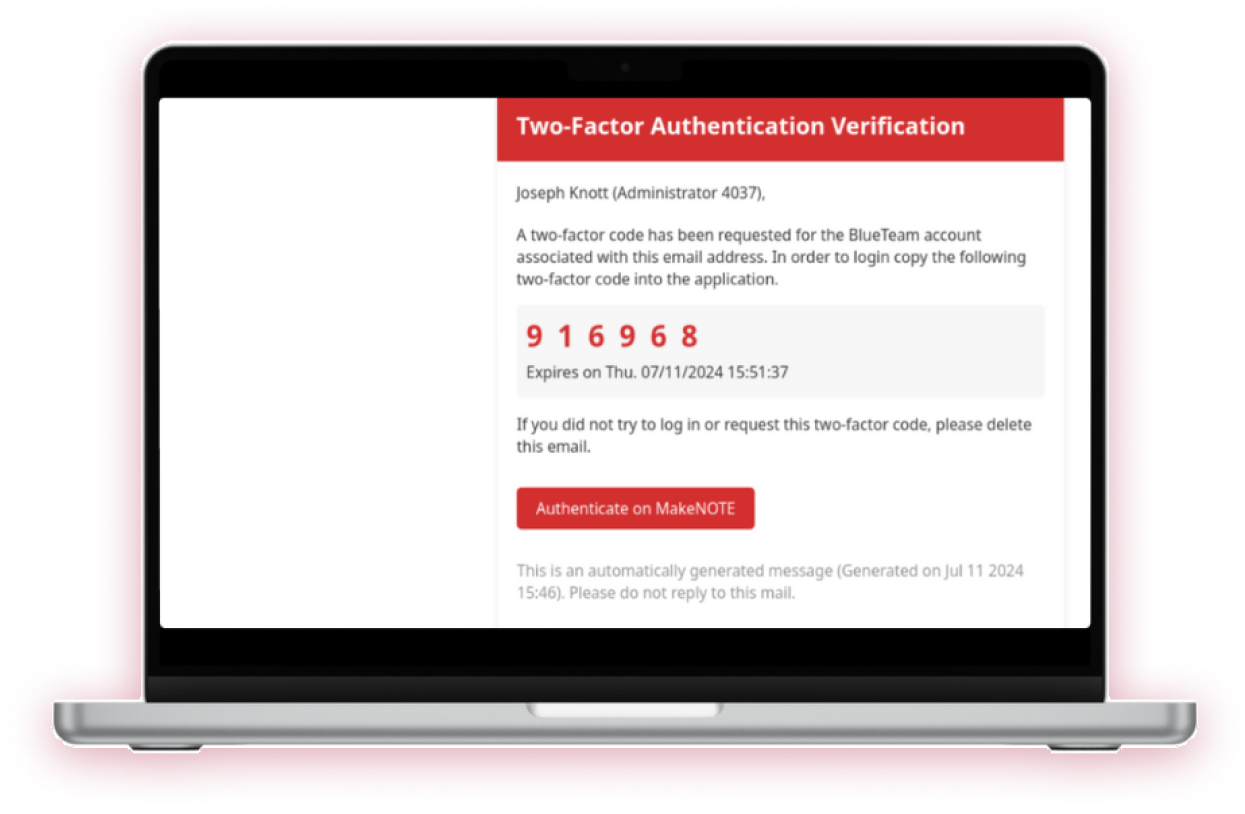 Two-Factor Authentication Verification
Joseph Knott (Administrator 4037),
A two-factor code has been requested for the BlueTeam account
associated with this email address. In order to login copy the following
two-factor code into the application.
9 1 6 9 6 8
Expires on Thu. 07/11/2024 15:51:37
If you did not try to log in or request this two-factor code, please delete
this email.
Authenticate on MakeNOTE
This is an automatically generated message (Generated on Jul 11 2024
15:46). Please do not reply to this mail.